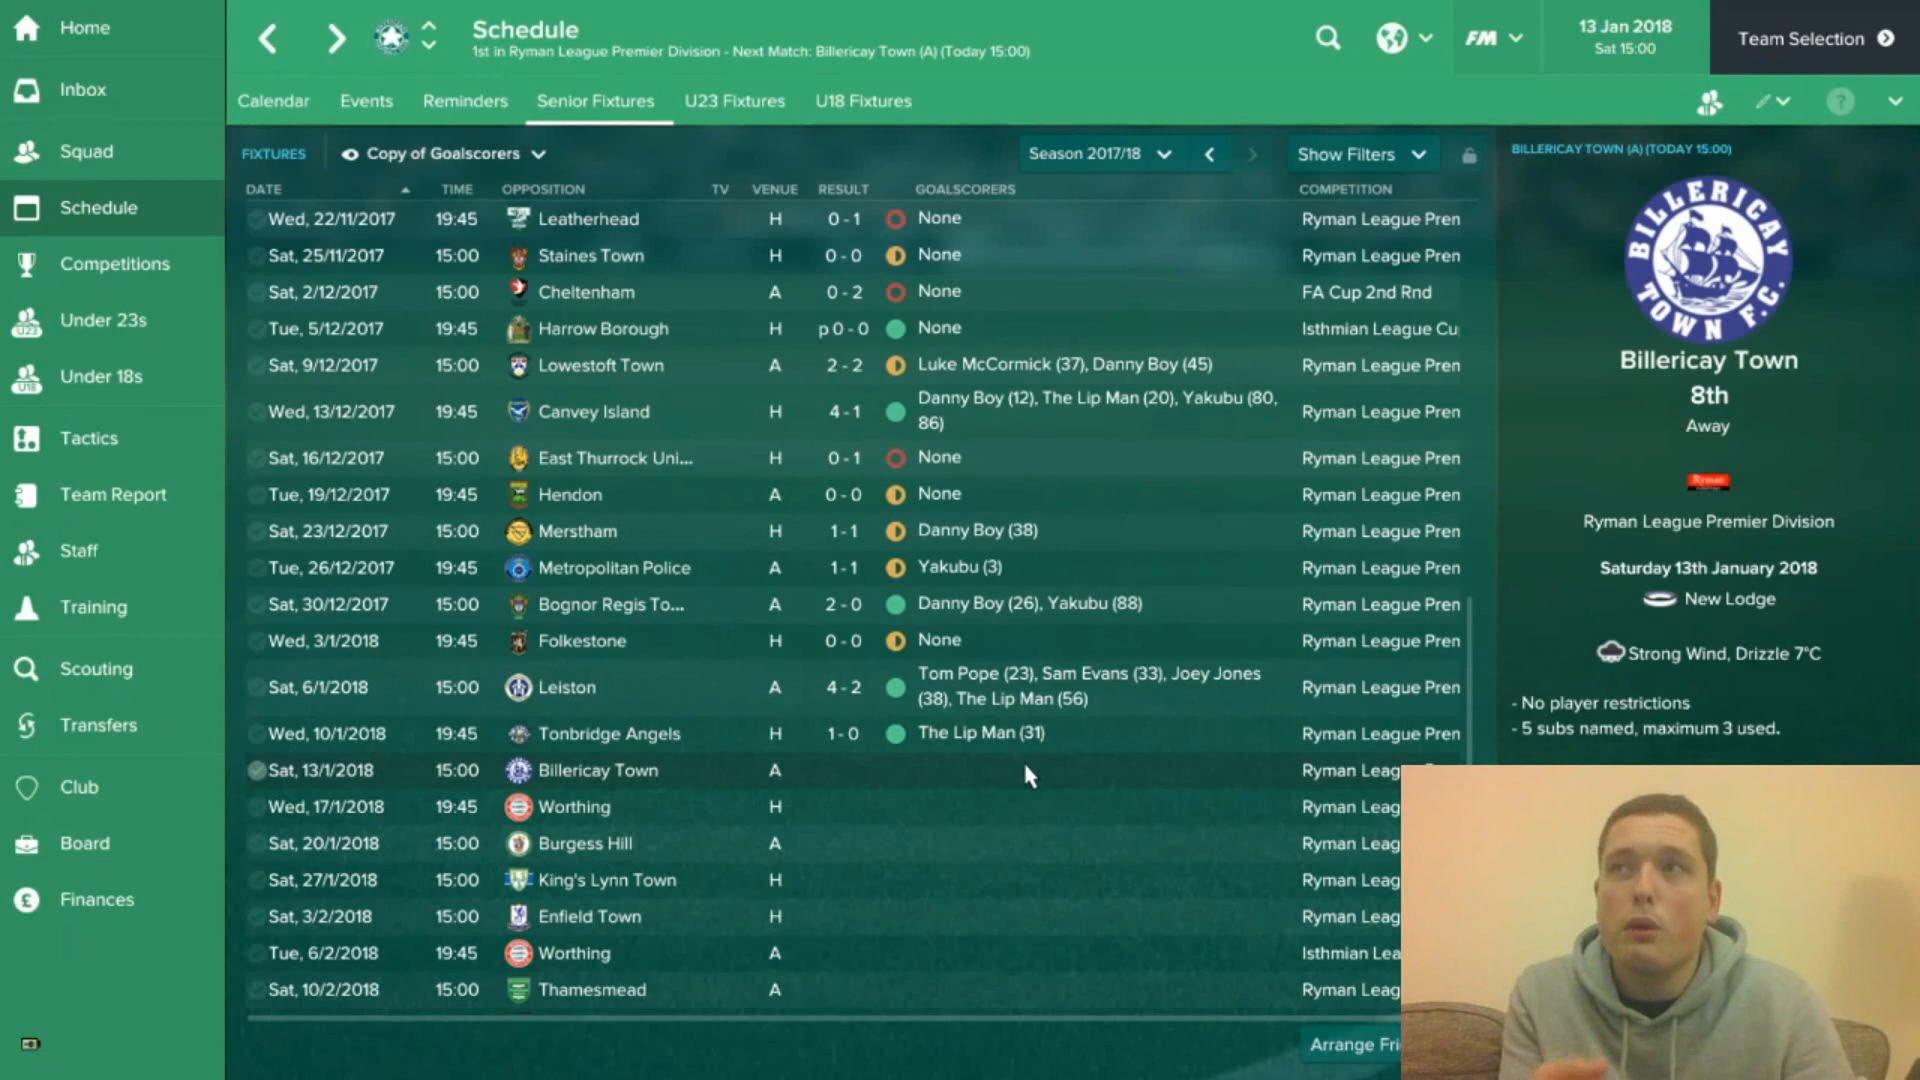 Home
Inbox
Squad
Schedule
Competitions
Under 23s
Under 18s
Tactics
Team Report
Staff
Training
Scouting
Transfers
Club
Board
Finances
Schedule
1st in Ryman League Premier Division - Next Match: Billericay Town (A) (Today 15:00)
FM
13 Jan 2018
Sat 15:00
Team Selection
Calendar Events Reminders Senior Fixtures U23 Fixtures U18 Fixtures
FIXTURES Copy of Goalscorers Season 2017/18 Show Filters
DATE TIME OPPOSITION TV VENUE RESULT GOALSCORERS COMPETITION
Wed, 22/11/2017 19:45 Leatherhead H 0 - 1 None Ryman League Pren
Sat, 25/11/2017 15:00 Staines Town H 0 - 0 None Ryman League Pren
Sat, 2/12/2017 15:00 Cheltenham A 0 - 2 None FA Cup 2nd Rnd
Tue, 5/12/2017 19:45 Harrow Borough H p 0 - 0 None Isthmian League Cu
Sat, 9/12/2017 15:00 Lowestoft Town A 2 - 2 Luke McCormick (37), Danny Boy (45) Ryman League Pren
Wed, 13/12/2017 19:45 Canvey Island H 4 - 1 Danny Boy (12), The Lip Man (20), Yakubu (80, Ryman League Pren
86)
Sat, 16/12/2017 15:00 East Thurrock Uni... H 0 - 1 None Ryman League Pren
Tue, 19/12/2017 19:45 Hendon A 0 - 0 None Ryman League Pren
Sat, 23/12/2017 15:00 Merstham H 1 - 1 Danny Boy (38) Ryman League Pren
Tue, 26/12/2017 19:45 Metropolitan Police A 1 - 1 Yakubu (3) Ryman League Pren
Sat, 30/12/2017 15:00 Bognor Regis To... A 2 - 0 Danny Boy (26), Yakubu (88) Ryman League Pren
Wed, 3/1/2018 19:45 Folkestone H 0 - 0 None Ryman League Pren
Sat, 6/1/2018 15:00 Leiston A 4 - 2 Tom Pope (23), Sam Evans (33), Joey Jones Ryman League Pren
(38), The Lip Man (56)
Wed, 10/1/2018 19:45 Tonbridge Angels H 1 - 0 The Lip Man (31) Ryman League Pren
Sat, 13/1/2018 15:00 Billericay Town A Ryman Leag
Wed, 17/1/2018 19:45 Worthing H Ryman Leag
Sat, 20/1/2018 15:00 Burgess Hill A Ryman Leag
Sat, 27/1/2018 15:00 King's Lynn Town H Ryman Leag
Sat, 3/2/2018 15:00 Enfield Town H Ryman Leag
Tue, 6/2/2018 19:45 Worthing A Isthmian Lea
Sat, 10/2/2018 15:00 Thamesmead A Ryman Leag
Arrange Fri
BILLERICAY TOWN (A) (TODAY 15:00)
BILLERICAY
TOWN F.C.
Billericay Town
8th
Away
Ryman
Ryman League Premier Division
Saturday 13th January 2018
New Lodge
Strong Wind, Drizzle 7°C
- No player restrictions
- 5 subs named, maximum 3 used.